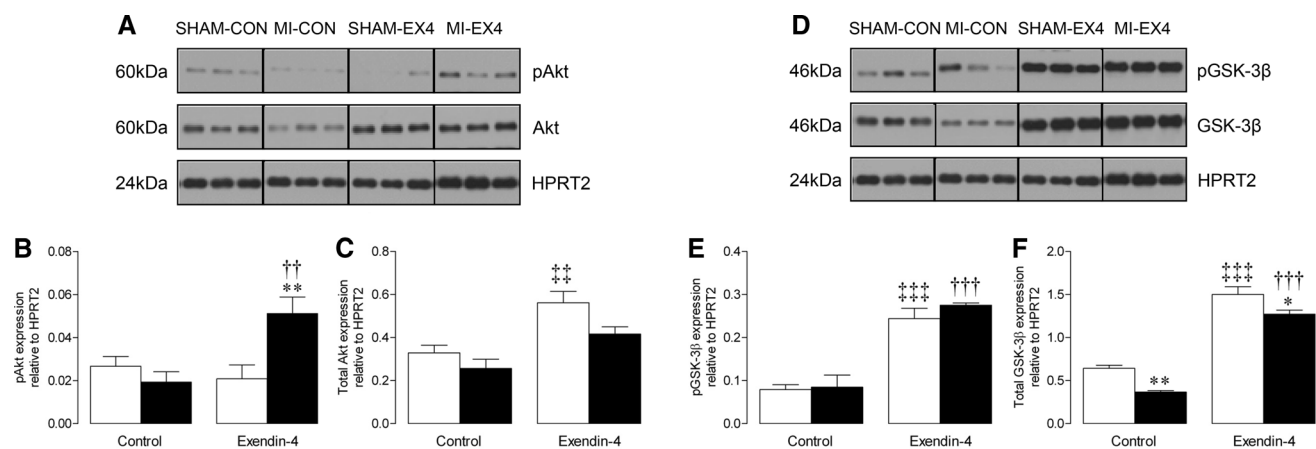 A
SHAM-CON MI-CON SHAM-EX4 MI-EX4
60kDa pAkt
60kDa Akt
24kDa HPRT2
D
SHAM-CON MI-CON SHAM-EX4 MI-EX4
46kDa pGSK-3β
46kDa GSK-3β
24kDa HPRT2
B
pAkt expression
relative to HPRT2
0.08
0.06
0.04
0.02
0.00
††
**
Control Exendin-4
C
Total Akt expression
relative to HPRT2
0.8
0.6
0.4
0.2
0.0
‡‡
Control Exendin-4
E
pGSK-3β expression
relative to HPRT2
0.4
0.3
0.2
0.1
0.0
‡‡‡
†††
Control Exendin-4
F
Total GSK-3β expression
relative to HPRT2
2.0
1.5
1.0
0.5
0.0
**
‡‡‡
†††
*
Control Exendin-4